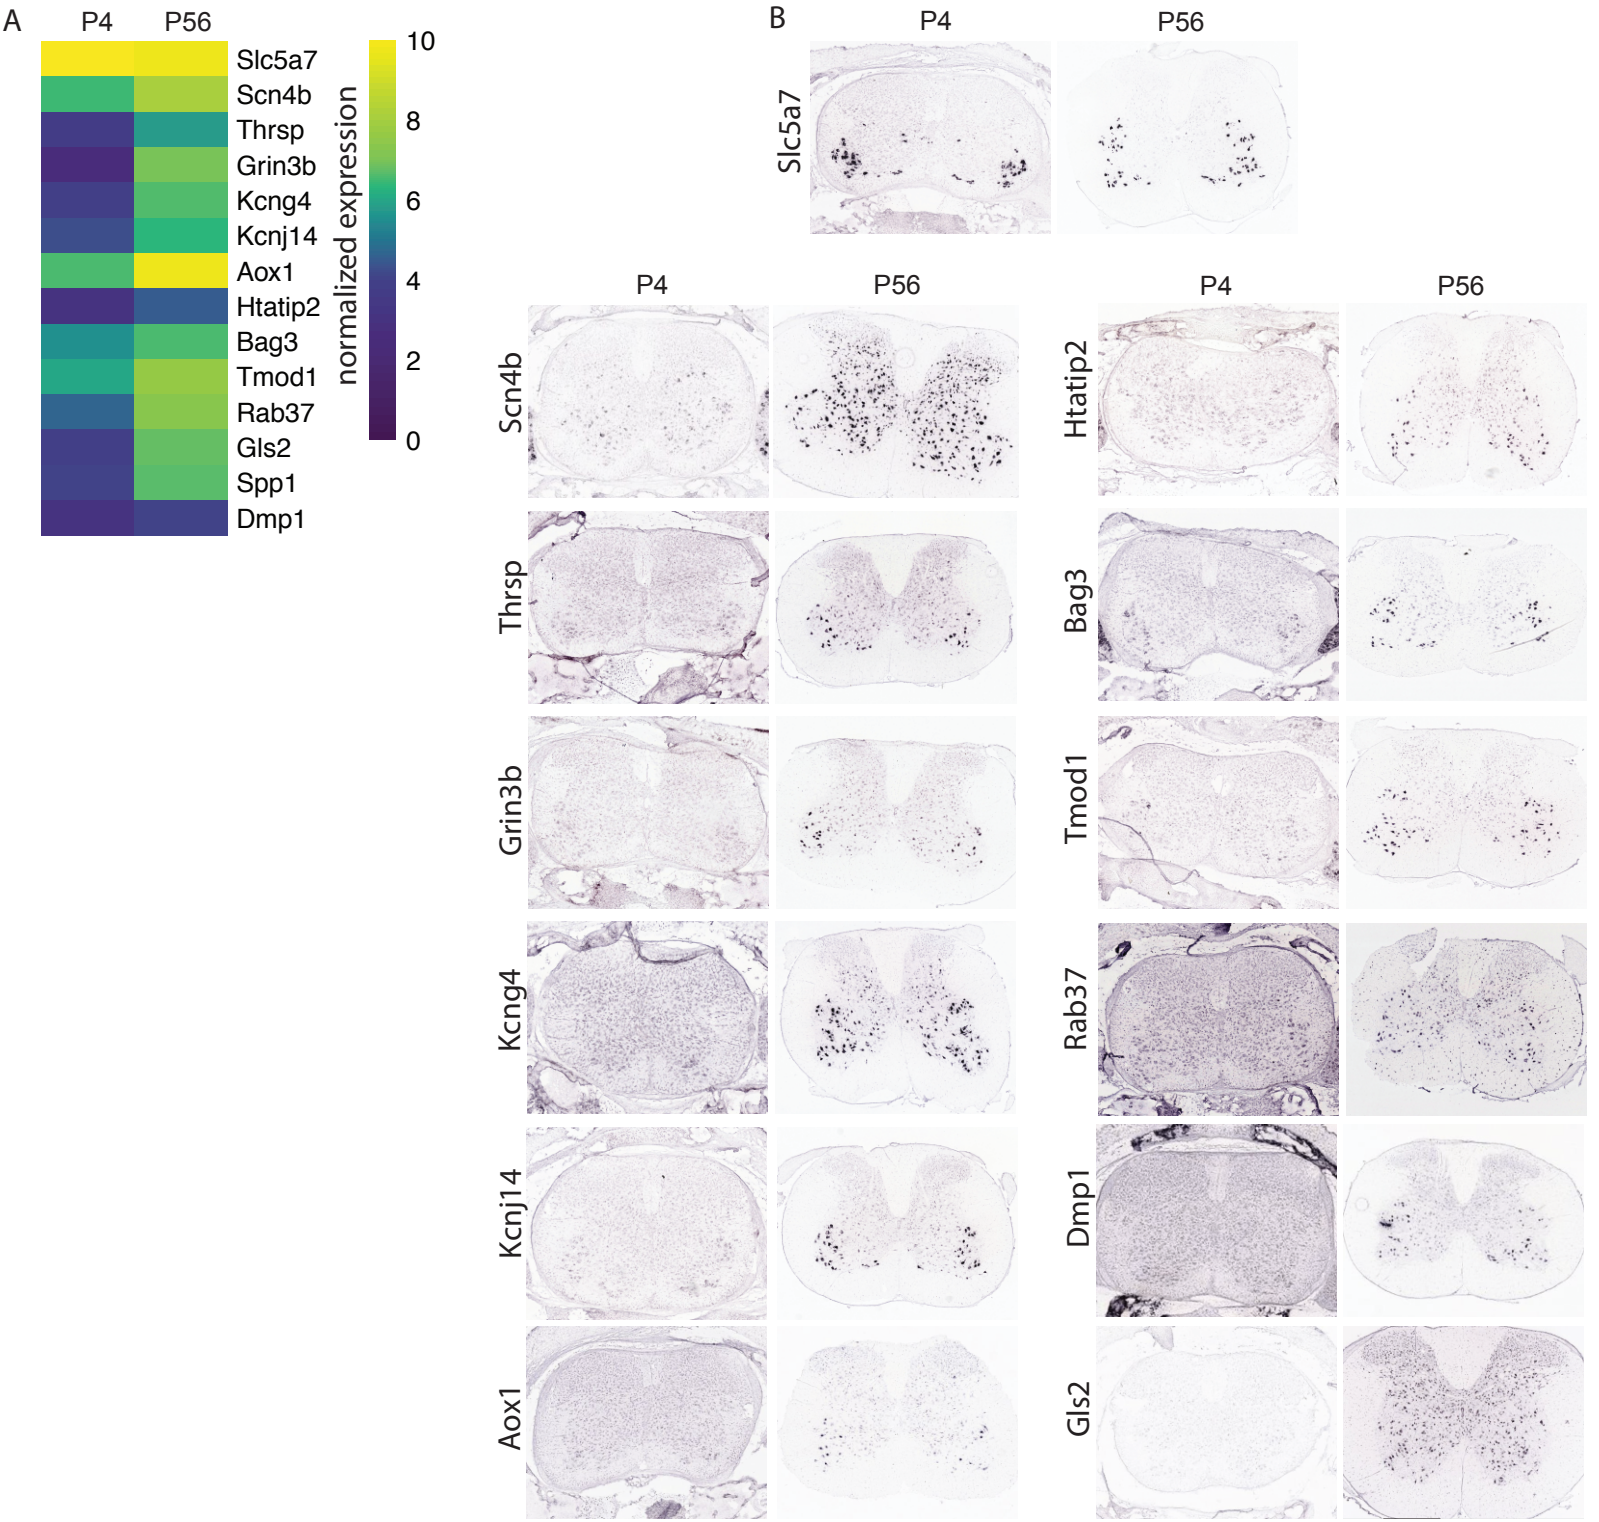 A
P4 P56
Slc5a7
Scn4b
Thrsp
Grin3b
Kcng4
Kcnj14
Aox1
Htatip2
Bag3
Tmod1
Rab37
Gls2
Spp1
Dmp1
normalized expression
10
8
6
4
2
0
B
P4 P56
Slc5a7
P4 P56 P4 P56
Scn4b Htatip2
Thrsp Bag3
Grin3b Tmod1
Kcng4 Rab37
Kcnj14 Dmp1
Aox1 Gls2